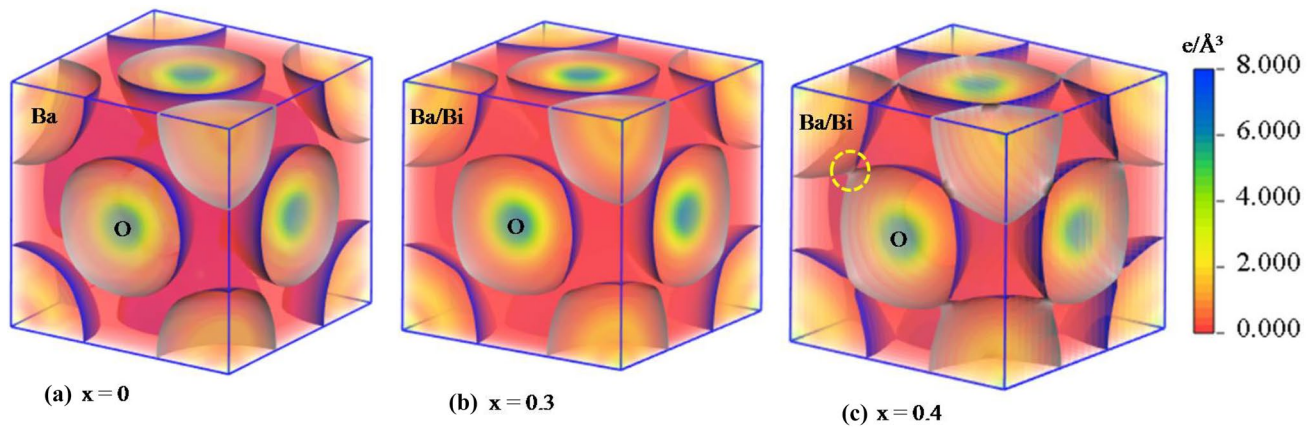 e/Å³
8.000
6.000
4.000
2.000
0.000
Ba
O
Ba/Bi
O
Ba/Bi
O
(a) x = 0
(b) x = 0.3
(c) x = 0.4